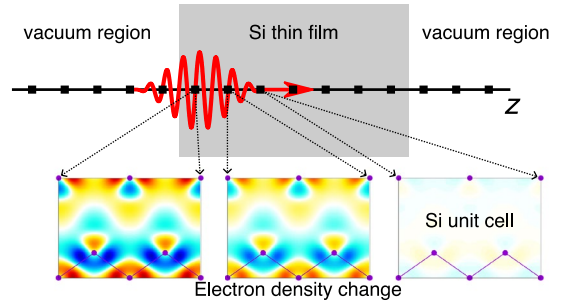 vacuum region
Si thin film
vacuum region
z
Si unit cell
Electron density change